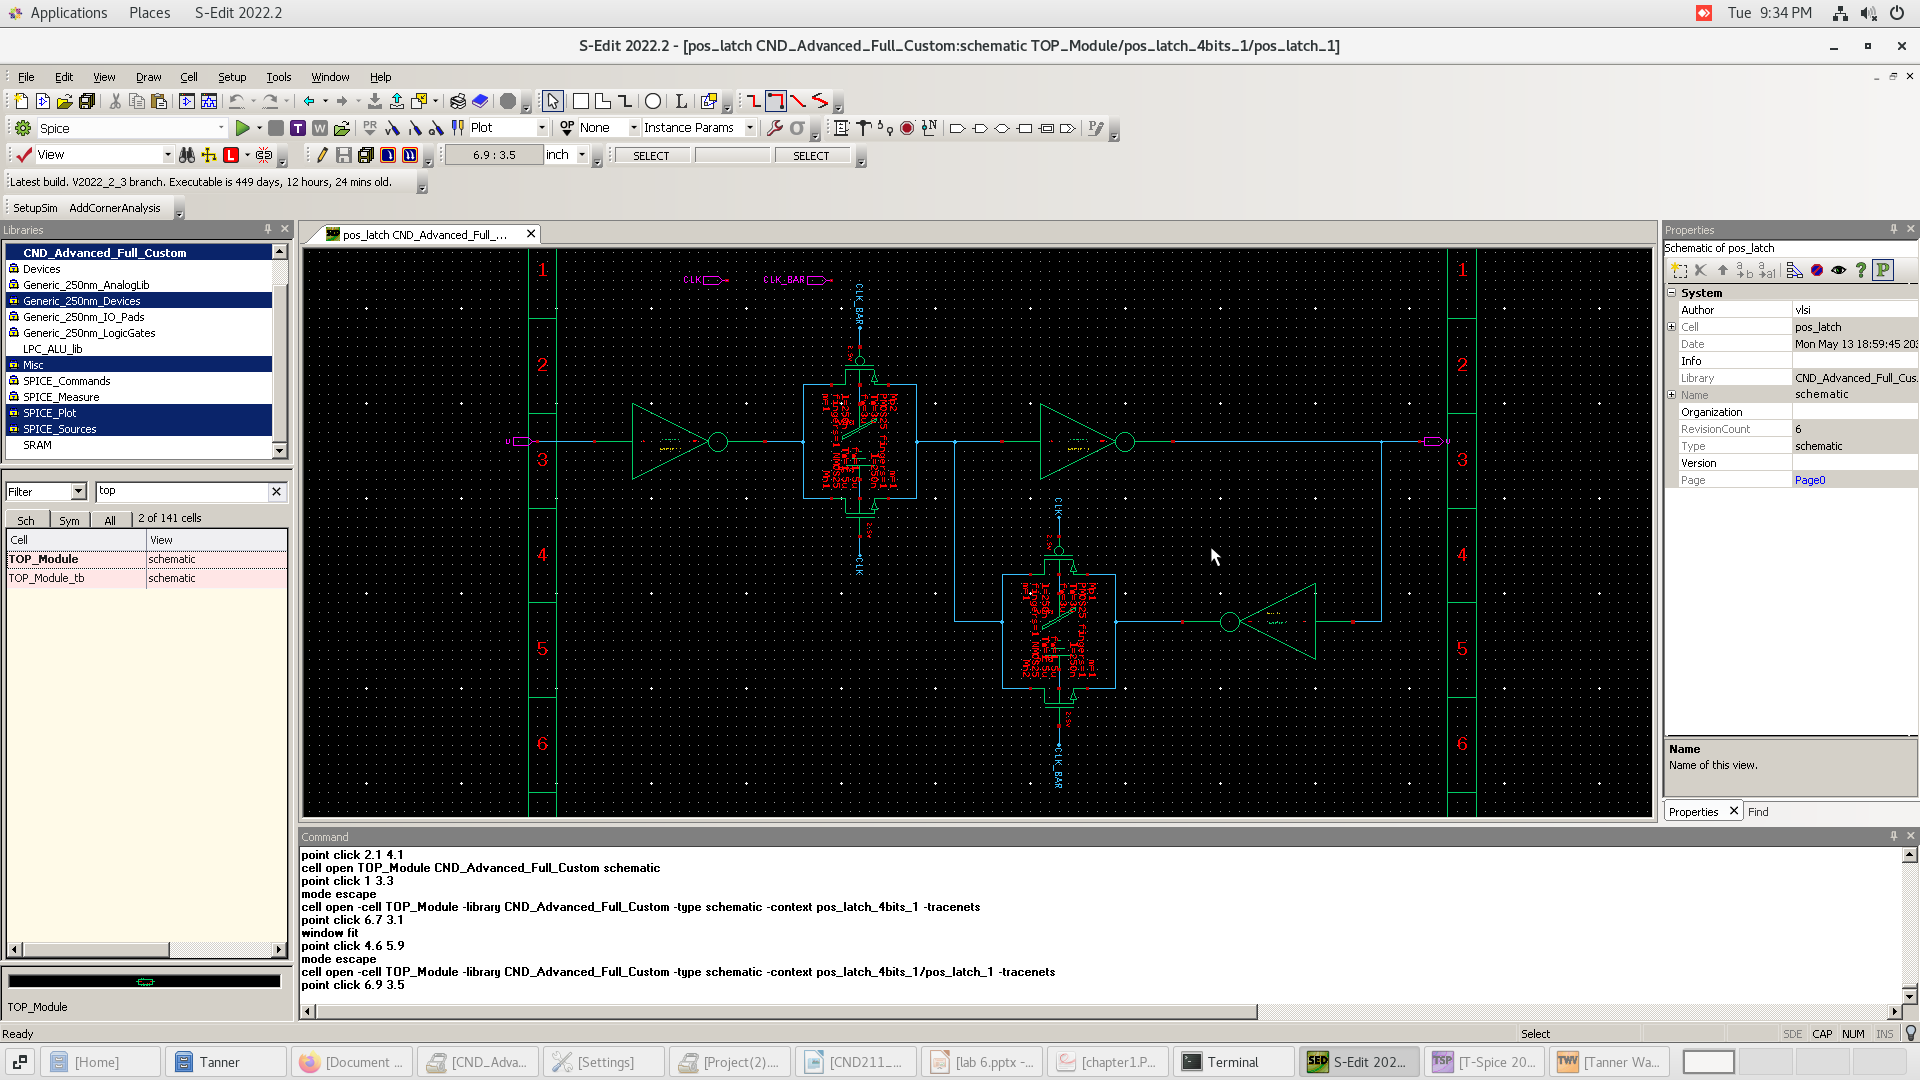 Applications Places S-Edit 2022.2 Tue 9:34 PM
S-Edit 2022.2 - [pos_latch CND_Advanced_Full_Custom:schematic TOP_Module/pos_latch_4bits_1/pos_latch_1]
File Edit View Draw Cell Setup Tools Window Help
Spice Plot OP None Instance Params
View 6.9 : 3.5 inch SELECT SELECT
Latest build. V2022_2_3 branch. Executable is 449 days, 12 hours, 24 mins old.
SetupSim AddCornerAnalysis
Libraries
CND_Advanced_Full_Custom
Devices
Generic_250nm_AnalogLib
Generic_250nm_Devices
Generic_250nm_IO_Pads
Generic_250nm_LogicGates
LPC_ALU_lib
Misc
SPICE_Commands
SPICE_Measure
SPICE_Plot
SPICE_Sources
SRAM
Filter top
Sch Sym All 2 of 141 cells
Cell View
TOP_Module schematic
TOP_Module_tb schematic
TOP_Module
pos_latch CND_Advanced_Full_...
1 1
CLK CLK_BAR
CLK_BAR
2 2
3 3
CLK
CLK
4 4
5 5
6 6
CLK_BAR
Properties
Schematic of pos_latch
System
Author vlsi
Cell pos_latch
Date Mon May 13 18:59:45 20
Info
Library CND_Advanced_Full_Cus
Name schematic
Organization
RevisionCount 6
Type schematic
Version
Page Page0
Name
Name of this view.
Properties Find
Command
point click 2.1 4.1
cell open TOP_Module CND_Advanced_Full_Custom schematic
point click 1 3.3
mode escape
cell open -cell TOP_Module -library CND_Advanced_Full_Custom -type schematic -context pos_latch_4bits_1 -tracenets
point click 6.7 3.1
window fit
point click 4.6 5.9
mode escape
cell open -cell TOP_Module -library CND_Advanced_Full_Custom -type schematic -context pos_latch_4bits_1/pos_latch_1 -tracenets
point click 6.9 3.5
Ready Select SDE CAP NUM INS
[Home] Tanner [Document ... [CND_Adva... [Settings] [Project(2).... [CND211_... [lab 6.pptx -... [chapter1.P... Terminal S-Edit 202... [T-Spice 20... [Tanner Wa...